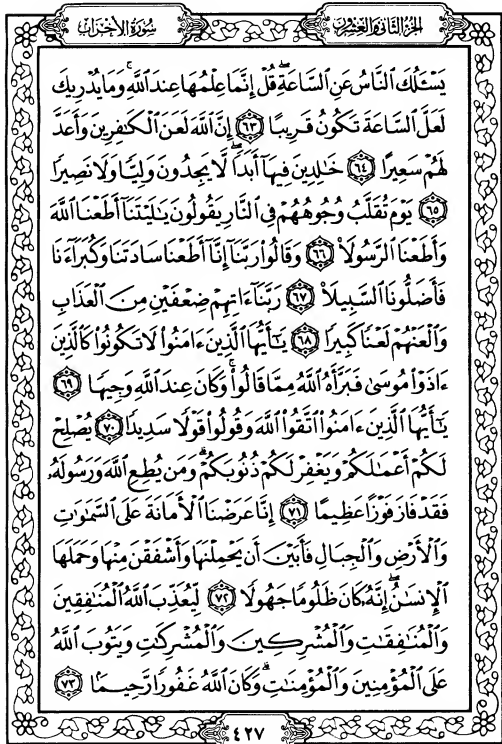 الجزء الثاني والعشرون
سورة الأحزاب
يَسْـَٔلُكَ ٱلنَّاسُ عَنِ ٱلسَّاعَةِ ۖ قُلْ إِنَّمَا عِلْمُهَا عِندَ ٱللَّهِ ۚ وَمَا يُدْرِيكَ
لَعَلَّ ٱلسَّاعَةَ تَكُونُ قَرِيبًا ٦٣ إِنَّ ٱللَّهَ لَعَنَ ٱلْكَٰفِرِينَ وَأَعَدَّ
لَهُمْ سَعِيرًا ٦٤ خَٰلِدِينَ فِيهَآ أَبَدًا ۖ لَّا يَجِدُونَ وَلِيًّا وَلَا نَصِيرًا
٦٥ يَوْمَ تُقَلَّبُ وُجُوهُهُمْ فِى ٱلنَّارِ يَقُولُونَ يَٰلَيْتَنَآ أَطَعْنَا ٱللَّهَ
وَأَطَعْنَا ٱلرَّسُولَا۠ ٦٦ وَقَالُوا۟ رَبَّنَآ إِنَّآ أَطَعْنَا سَادَتَنَا وَكُبَرَآءَنَا
فَأَضَلُّونَا ٱلسَّبِيلَا۠ ٦٧ رَبَّنَآ ءَاتِهِمْ ضِعْفَيْنِ مِنَ ٱلْعَذَابِ
وَٱلْعَنْهُمْ لَعْنًا كَبِيرًا ٦٨ يَٰٓأَيُّهَا ٱلَّذِينَ ءَامَنُوا۟ لَا تَكُونُوا۟ كَٱلَّذِينَ
ءَاذَوْا۟ مُوسَىٰ فَبَرَّأَهُ ٱللَّهُ مِمَّا قَالُوا۟ ۚ وَكَانَ عِندَ ٱللَّهِ وَجِيهًا ٦٩
يَٰٓأَيُّهَا ٱلَّذِينَ ءَامَنُوا۟ ٱتَّقُوا۟ ٱللَّهَ وَقُولُوا۟ قَوْلًا سَدِيدًا ٧٠ يُصْلِحْ
لَكُمْ أَعْمَٰلَكُمْ وَيَغْفِرْ لَكُمْ ذُنُوبَكُمْ ۗ وَمَن يُطِعِ ٱللَّهَ وَرَسُولَهُۥ
فَقَدْ فَازَ فَوْزًا عَظِيمًا ٧١ إِنَّا عَرَضْنَا ٱلْأَمَانَةَ عَلَى ٱلسَّمَٰوَٰتِ
وَٱلْأَرْضِ وَٱلْجِبَالِ فَأَبَيْنَ أَن يَحْمِلْنَهَا وَأَشْفَقْنَ مِنْهَا وَحَمَلَهَا
ٱلْإِنسَٰنُ ۖ إِنَّهُۥ كَانَ ظَلُومًا جَهُولًا ٧٢ لِّيُعَذِّبَ ٱللَّهُ ٱلْمُنَٰفِقِينَ
وَٱلْمُنَٰفِقَٰتِ وَٱلْمُشْرِكِينَ وَٱلْمُشْرِكَٰتِ وَيَتُوبَ ٱللَّهُ
عَلَى ٱلْمُؤْمِنِينَ وَٱلْمُؤْمِنَٰتِ ۗ وَكَانَ ٱللَّهُ غَفُورًا رَّحِيمًا ٧٣
٤٢٧